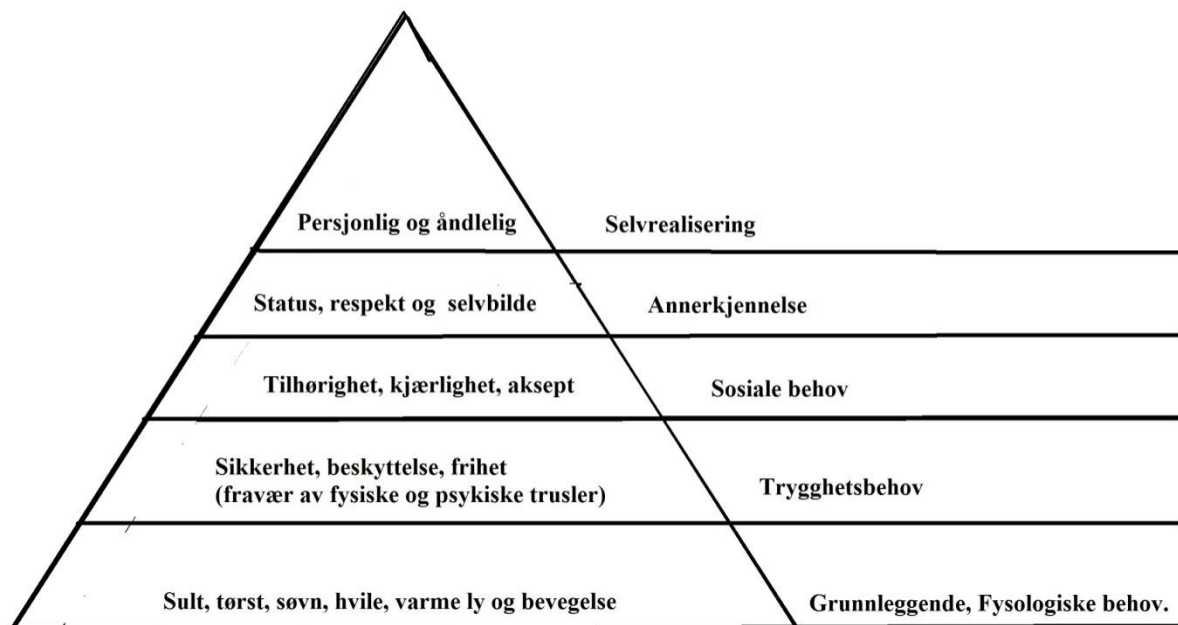 Persjonlig og åndlelig
Selvrealisering
Status, respekt og selvbilde
Annerkjennelse
Tilhørighet, kjærlighet, aksept
Sosiale behov
Sikkerhet, beskyttelse, frihet
(fravær av fysiske og psykiske trusler)
Trygghetsbehov
Sult, tørst, søvn, hvile, varme ly og bevegelse
Grunnleggende, Fysologiske behov.